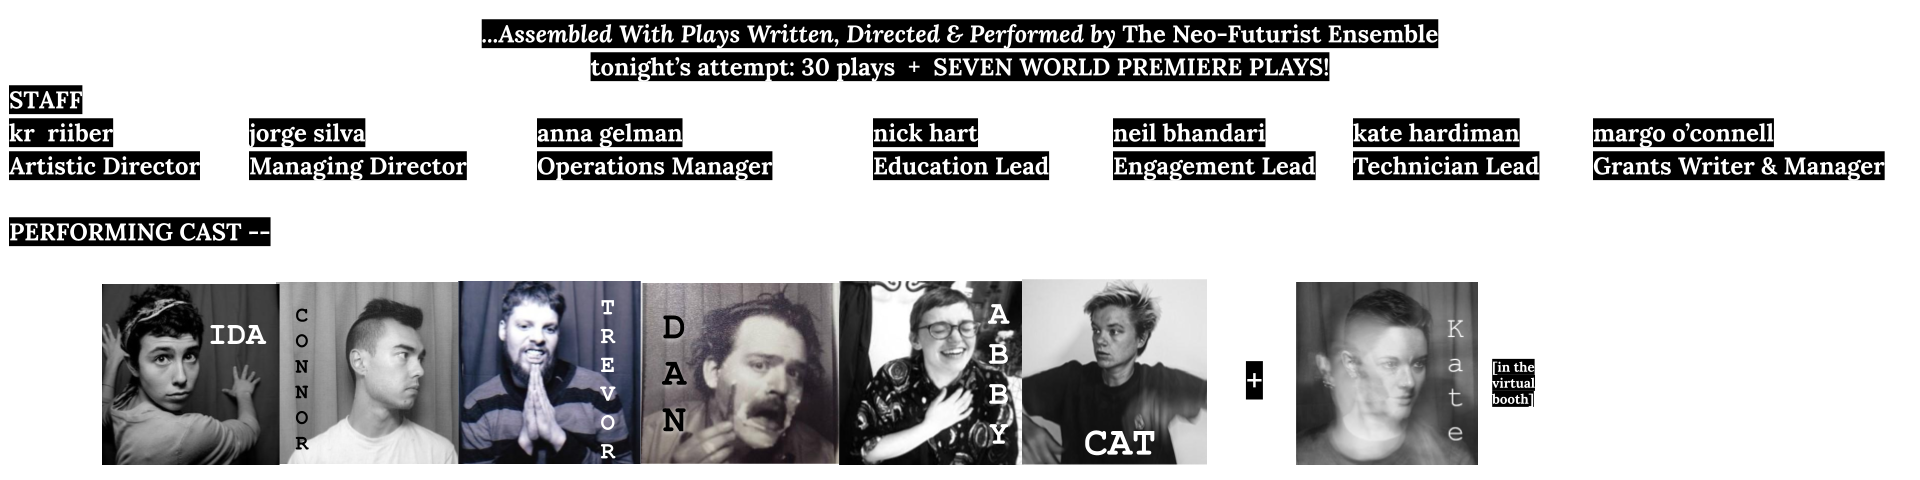 ...Assembled With Plays Written, Directed & Performed by The Neo-Futurist Ensemble
tonight’s attempt: 30 plays + SEVEN WORLD PREMIERE PLAYS!
STAFF
kr riiber jorge silva anna gelman nick hart neil bhandari kate hardiman margo o’connell
Artistic Director Managing Director Operations Manager Education Lead Engagement Lead Technician Lead Grants Writer & Manager
PERFORMING CAST --
IDA
CONNOR
TREVOR
DAN
ABBY
CAT
+
Kate
[in the
virtual
booth]